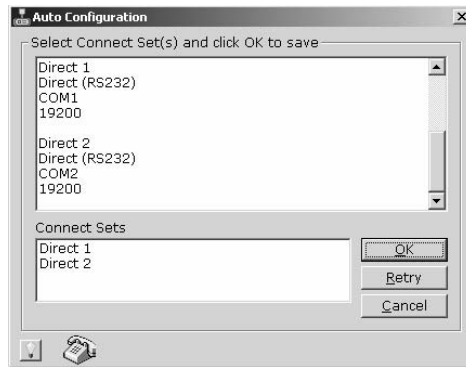 Auto Configuration
Select Connect Set(s) and click OK to save
Direct 1
Direct (RS232)
COM1
19200
Direct 2
Direct (RS232)
COM2
19200
Connect Sets
Direct 1
Direct 2
OK
Retry
Cancel